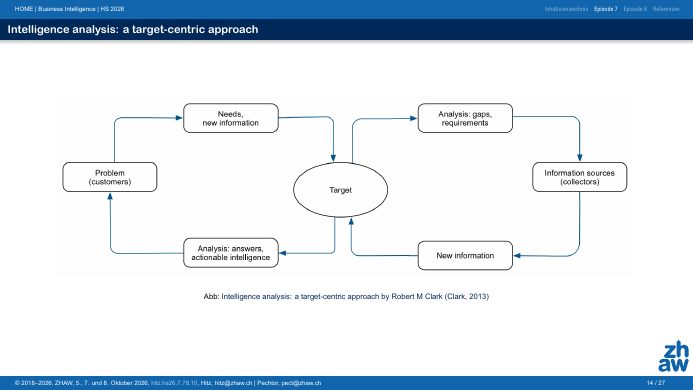 HOME | Business Intelligence | HS 2026
Inhaltsverzeichnis Episode 7 Episode 8 Referenzen
Intelligence analysis: a target-centric approach
Needs,
new information
Analysis: gaps,
requirements
Problem
(customers)
Target
Information sources
(collectors)
Analysis: answers,
actionable intelligence
New information
Abb: Intelligence analysis: a target-centric approach by Robert M Clark (Clark, 2013)
zh
aw
© 2018–2026, ZHAW, 5., 7. und 8. Oktober 2026, hitz.hs26.7.78.10, Hitz, hitz@zhaw.ch | Pechtor, pect@zhaw.ch
14 / 27